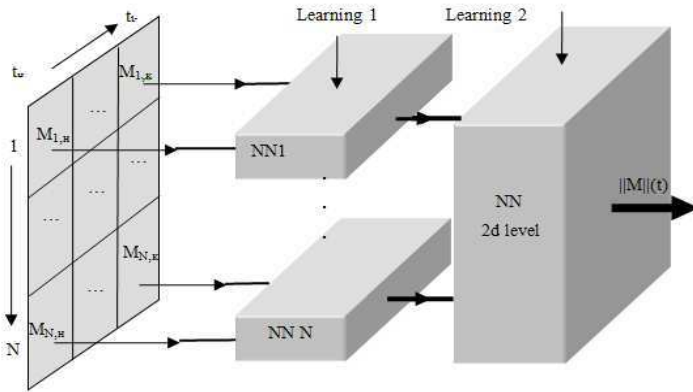 Learning 1
Learning 2
tк
tн
M1,к
...
M1,н
1
...
...
...
...
MN,к
...
MN,н
N
NN1
.
.
.
NN N
NN
2d level
||M||(t)